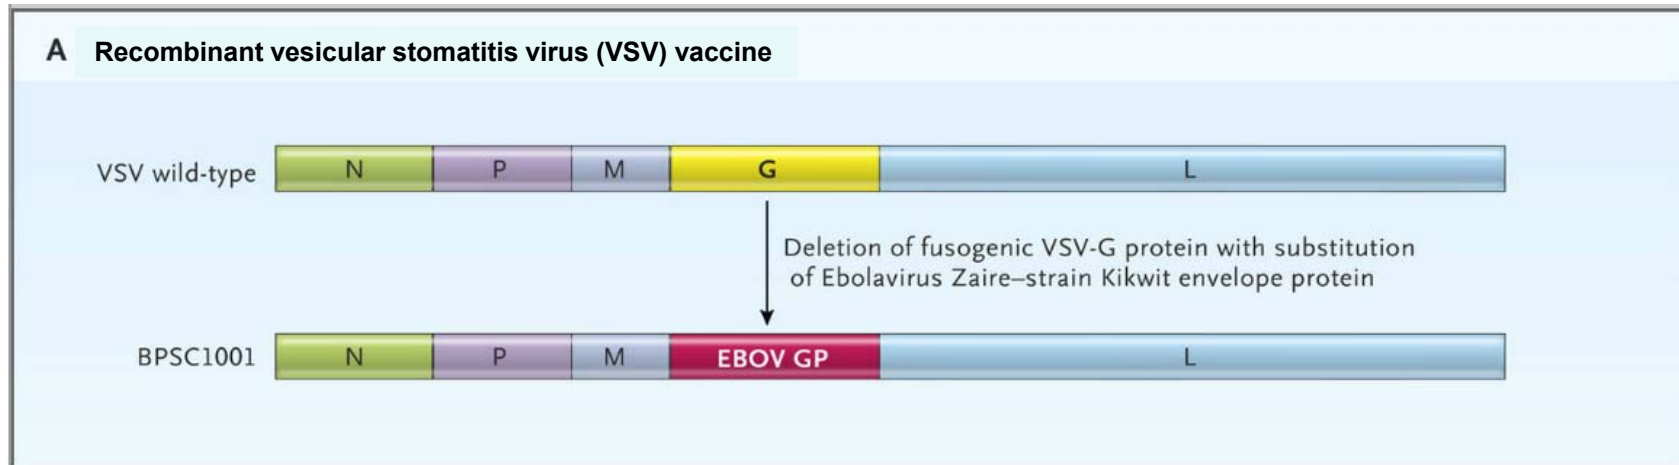 A Recombinant vesicular stomatitis virus (VSV) vaccine
VSV wild-type N P M G L
Deletion of fusogenic VSV-G protein with substitution
of Ebolavirus Zaire–strain Kikwit envelope protein
BPSC1001 N P M EBOV GP L